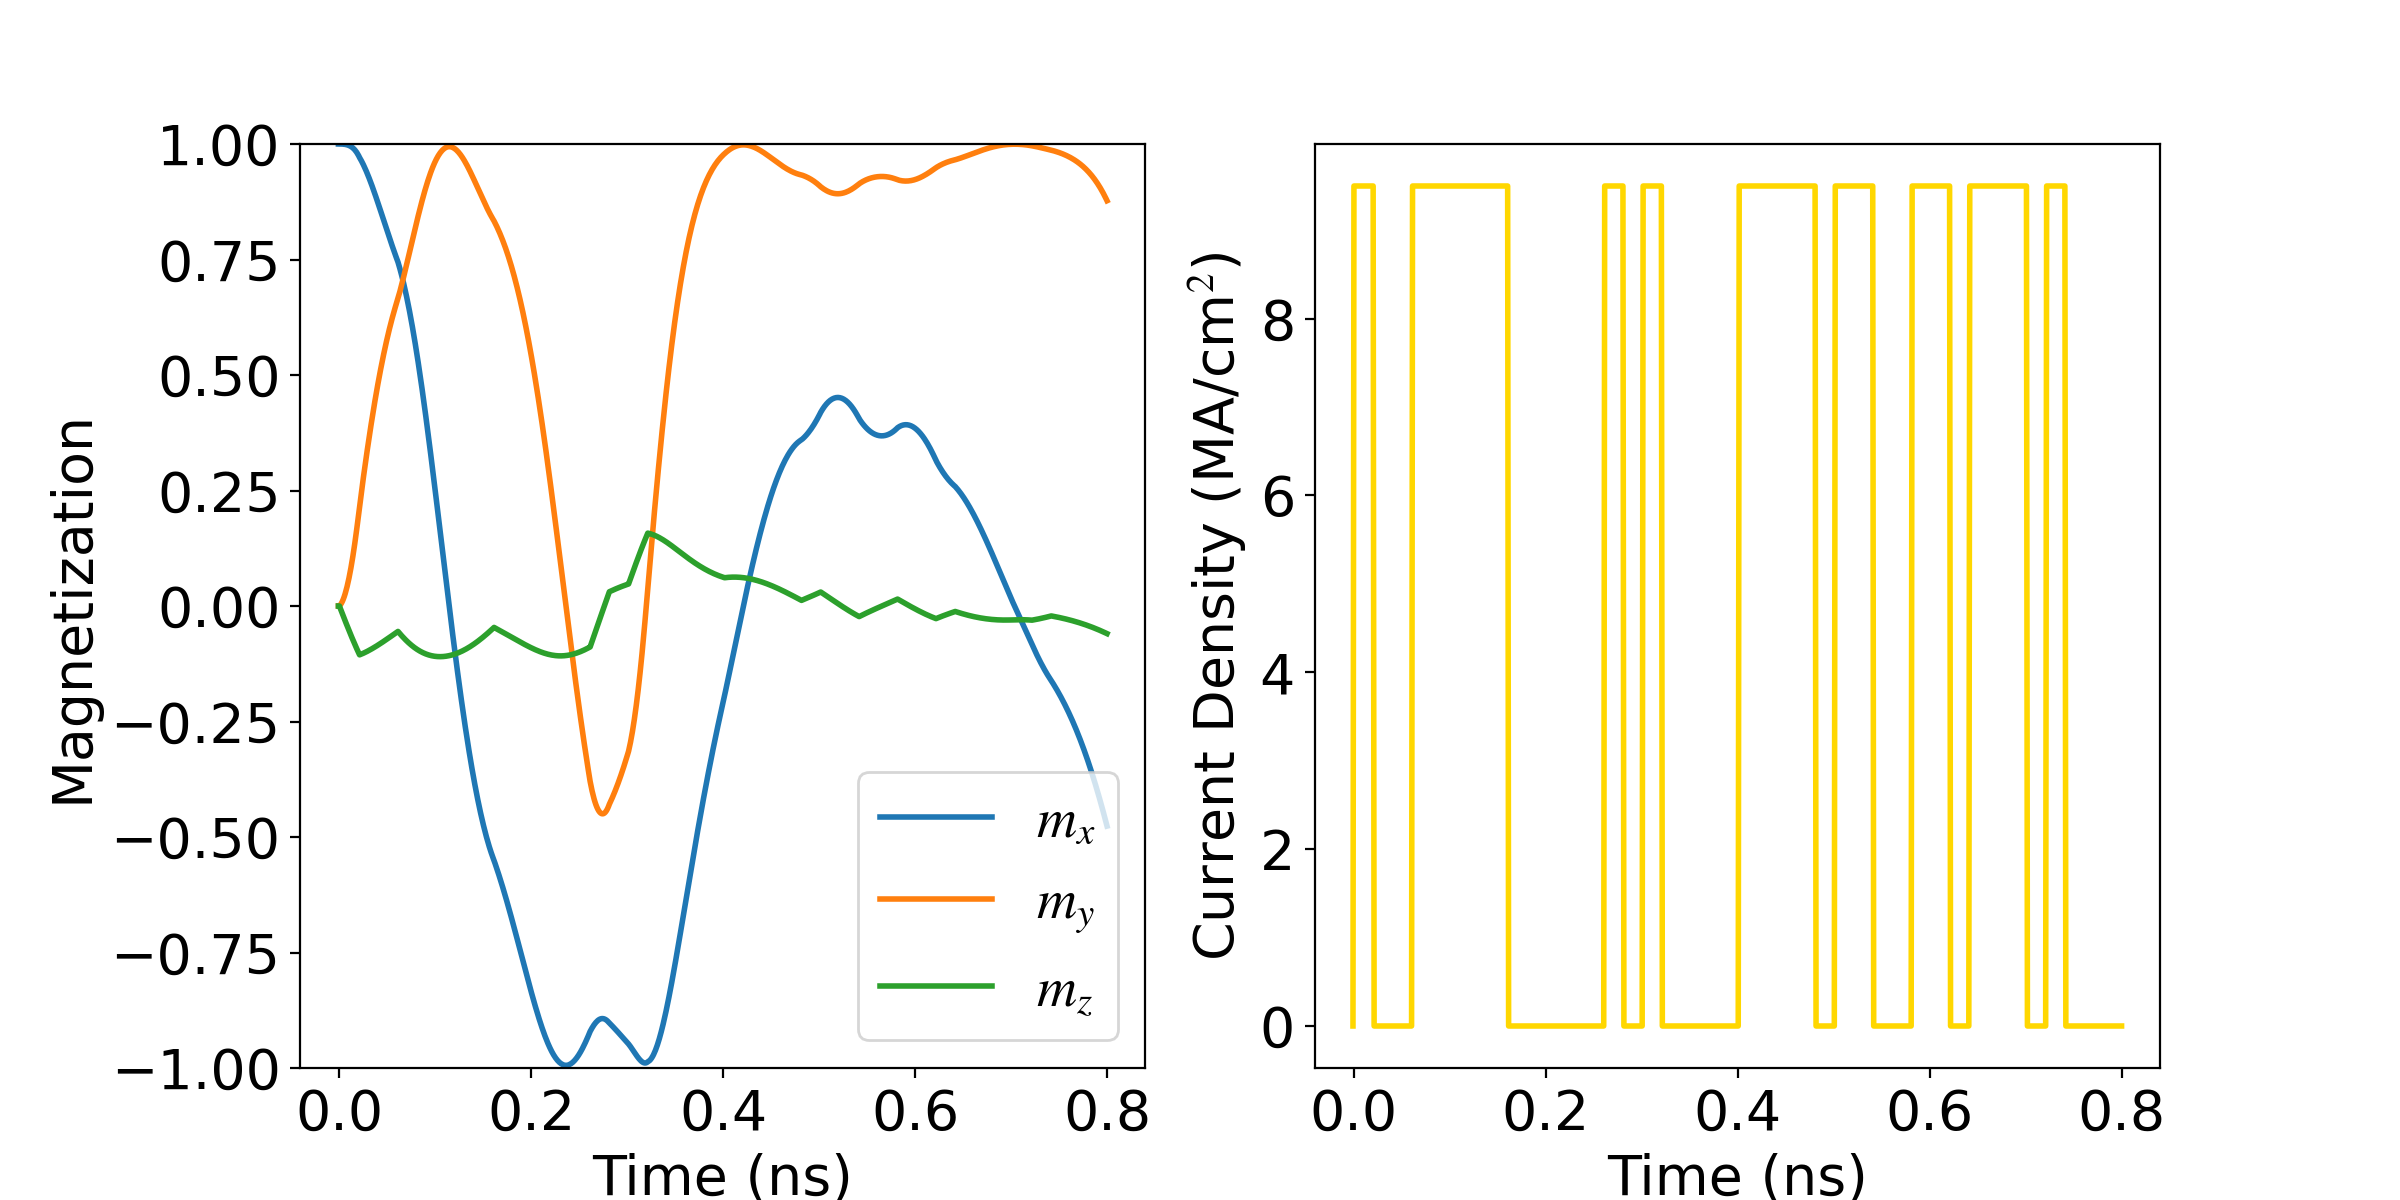 Magnetization
1.00
0.75
0.50
0.25
0.00
−0.25
−0.50
−0.75
−1.00
0.0 0.2 0.4 0.6 0.8
Time (ns)
m_x
m_y
m_z
Current Density (MA/cm²)
8
6
4
2
0
0.0 0.2 0.4 0.6 0.8
Time (ns)